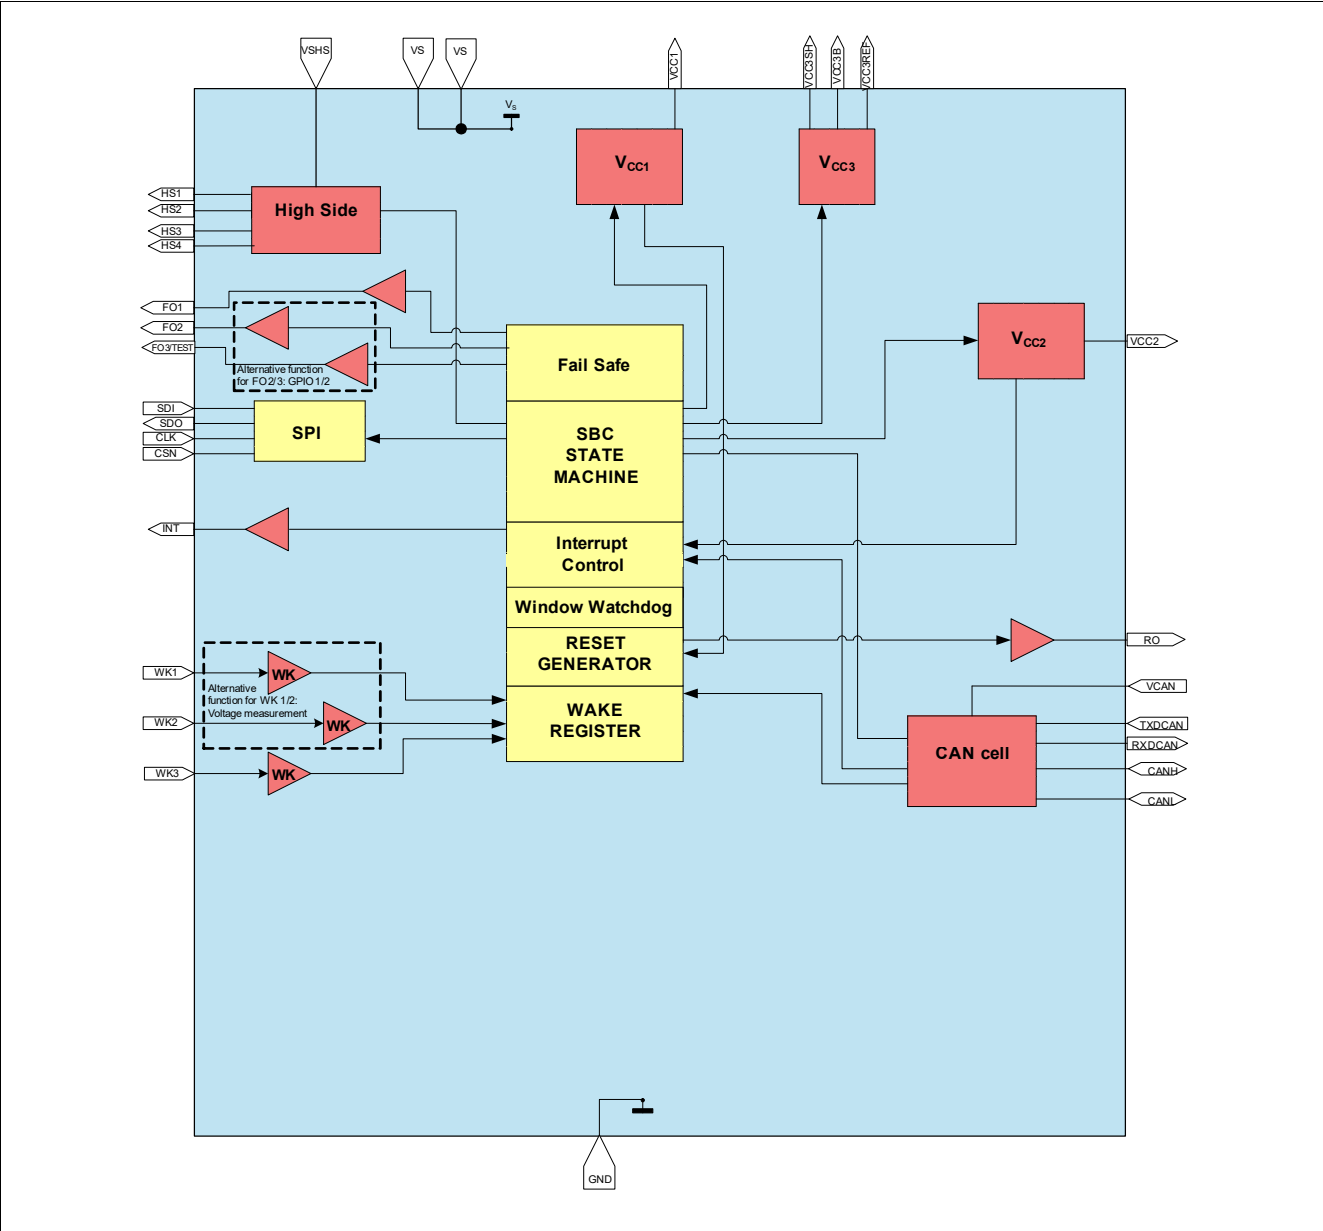 VSHS
VS
VS
VCC1
VCC3SH
VCC3B
VCC3REF
VS
VCC1
VCC3
HS1
HS2
HS3
HS4
High Side
FO1
FO2
FO3/TEST
Alternative function
for FO2/3: GPIO1/2
Fail Safe
VCC2
VCC2
SDI
SDO
CLK
CSN
SPI
SBC
STATE
MACHINE
INT
Interrupt
Control
Window Watchdog
RESET
GENERATOR
RO
WK1
WK
Alternative
function for WK 1/2:
Voltage measurement
WK2
WK
WK3
WK
WAKE
REGISTER
VCAN
TXDCAN
RXDCAN
CANH
CANL
CAN cell
GND